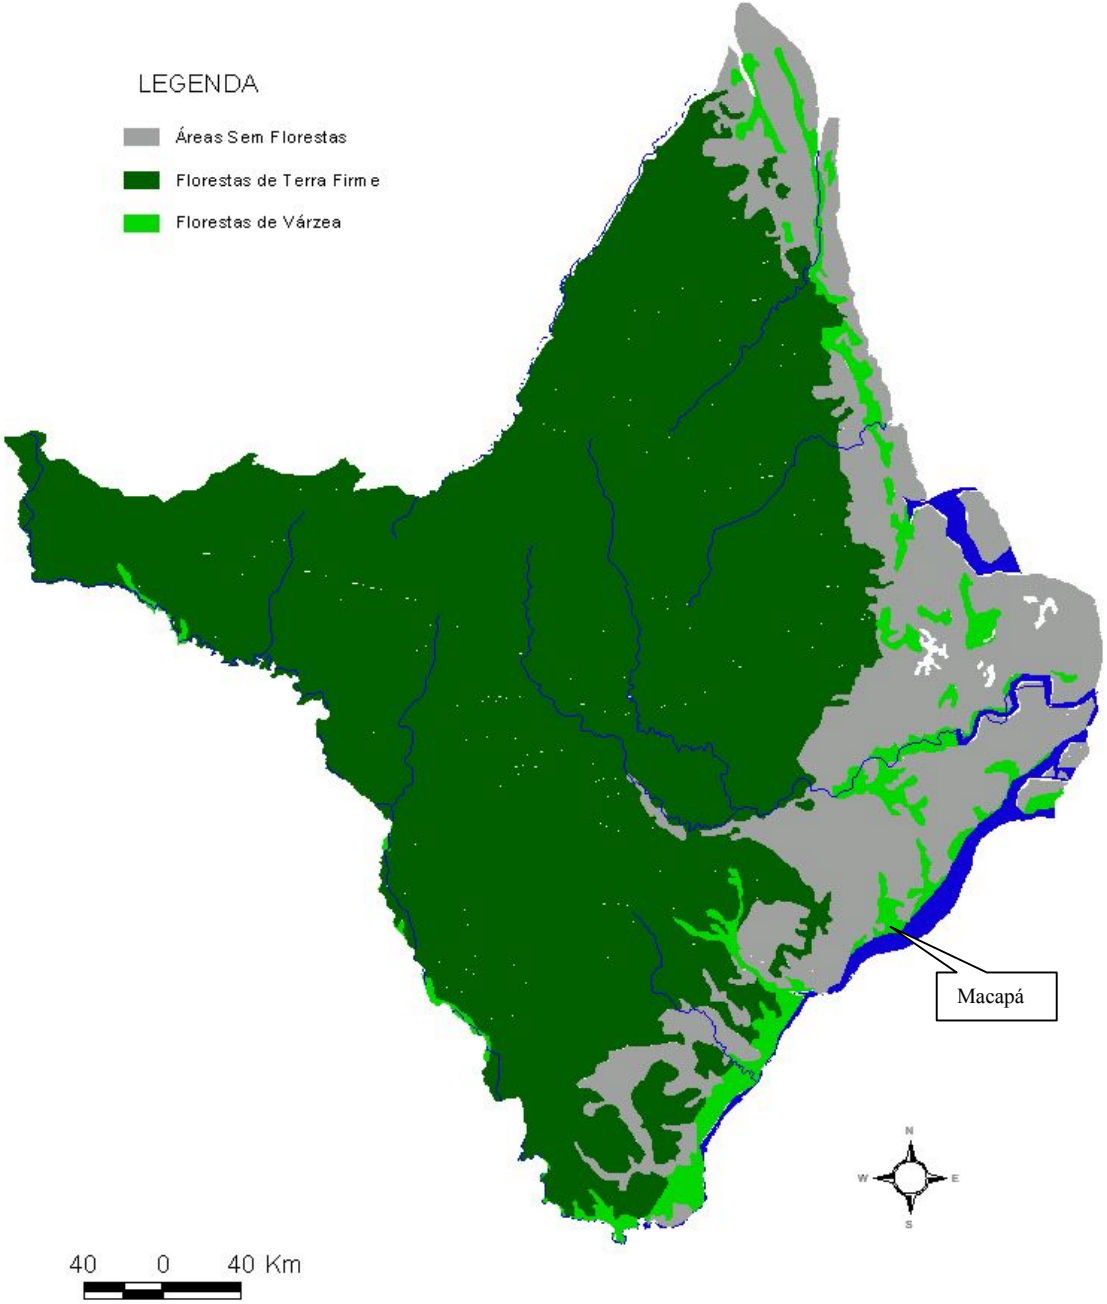 LEGENDA
Áreas Sem Florestas
Florestas de Terra Firme
Florestas de Várzea
Macapá
N
W E
S
40 0 40 Km